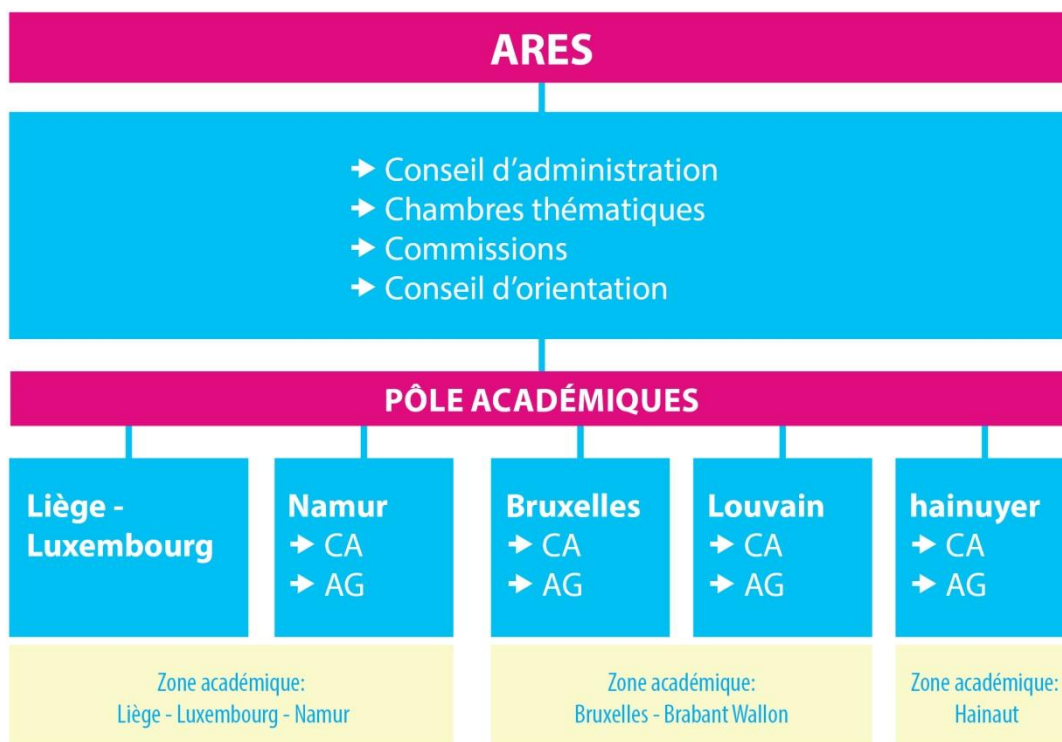 ARES
➔ Conseil d'administration
➔ Chambres thématiques
➔ Commissions
➔ Conseil d'orientation
PÔLE ACADÉMIQUES
Liège -
Luxembourg
Namur
➔ CA
➔ AG
Bruxelles
➔ CA
➔ AG
Louvain
➔ CA
➔ AG
hainuyer
➔ CA
➔ AG
Zone académique:
Liège - Luxembourg - Namur
Zone académique:
Bruxelles - Brabant Wallon
Zone académique:
Hainaut